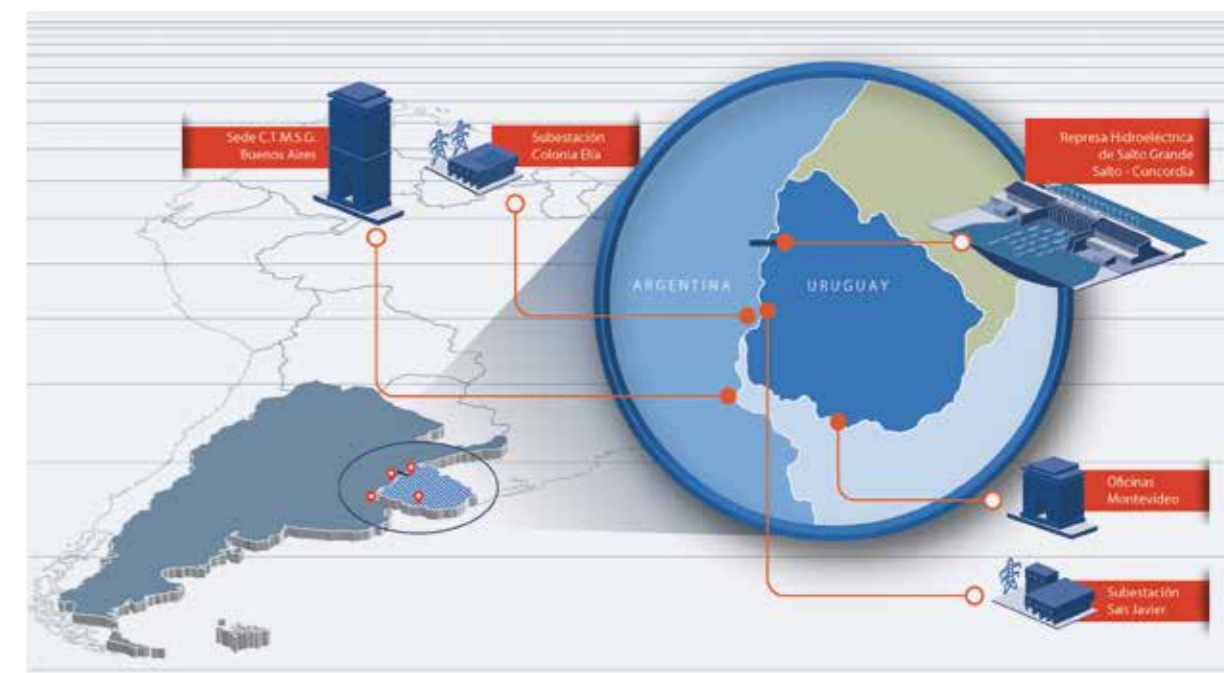 Sede C.T.M.S.G.
Buenos Aires
Subestación
Colonia Elía
Represa Hidroeléctrica
de Salto Grande
Salto - Concordia
ARGENTINA
URUGUAY
Oficinas
Montevideo
Subestación
San Javier